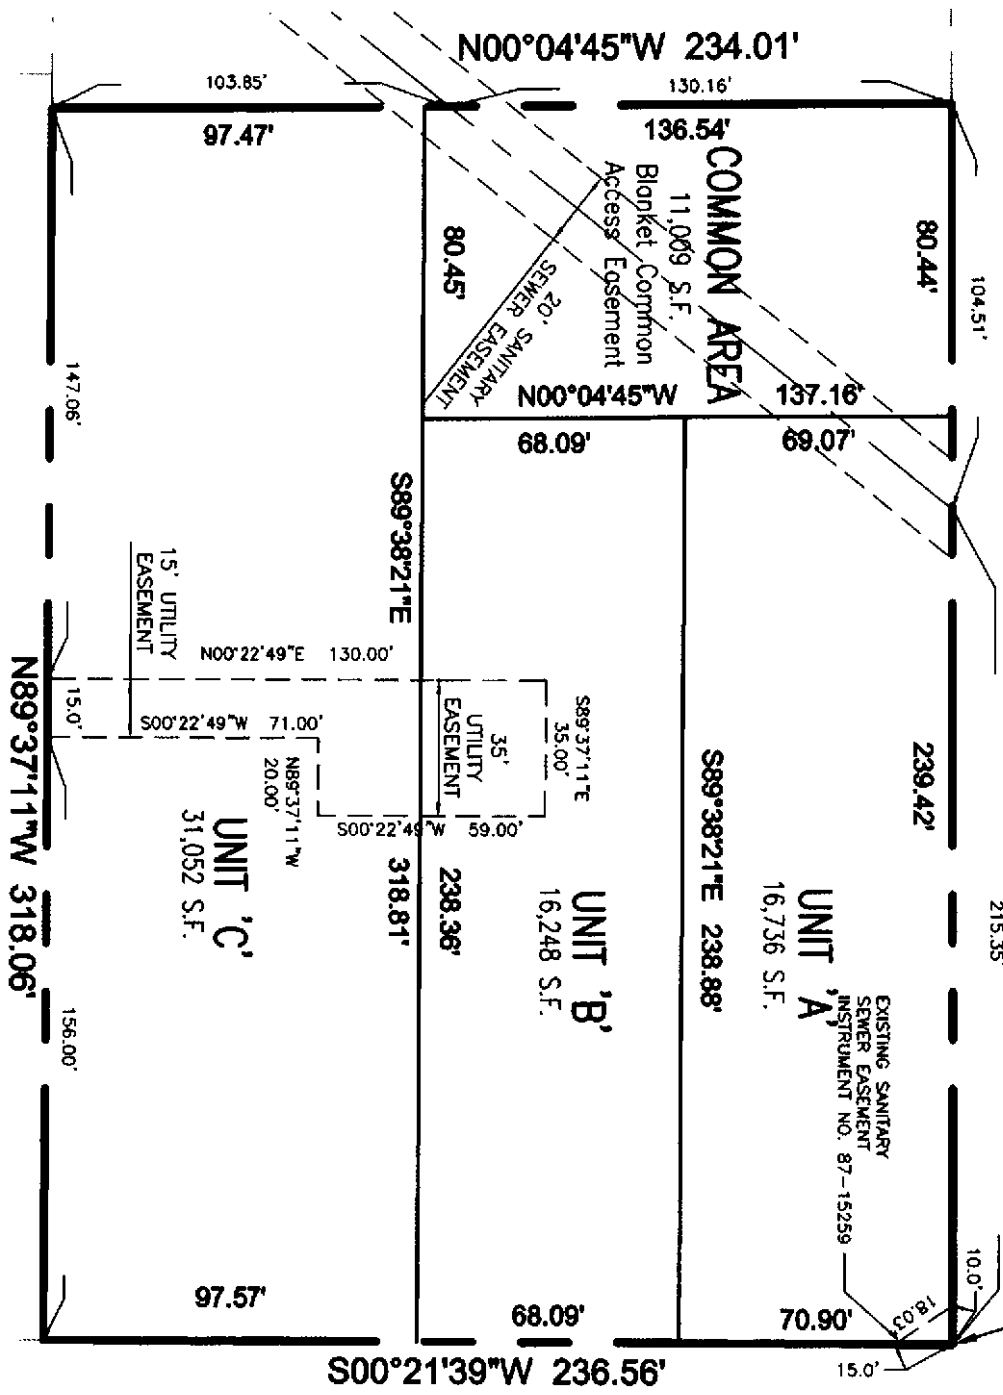 N00°04'45"W 234.01'
103.85'
130.16'
97.47'
136.54'
COMMON AREA
11,009 S.F.
Blanket Common
Access Easement
80.45'
80.44'
104.51'
20' SANITARY
SEWER EASEMENT
N00°04'45"W 137.16'
68.09'
69.07'
147.06'
S89°38'21"E
318.81'
15' UTILITY
EASEMENT
N00°22'49"E 130.00'
15.0'
S00°22'49"W 71.00'
N89°37'11"W
20.00'
35'
UTILITY
EASEMENT
S89°37'11"E
35.00'
S00°22'49"W 59.00'
N89°37'11"W 318.06'
UNIT 'C'
31,052 S.F.
238.36'
UNIT 'B'
16,248 S.F.
S89°38'21"E 238.88'
UNIT 'A'
16,736 S.F.
239.42'
215.35'
EXISTING SANITARY
SEWER EASEMENT
INSTRUMENT NO. 87-15259
156.00'
10.0'
18.03'
15.0'
97.57'
68.09'
70.90'
S00°21'39"W 236.56'